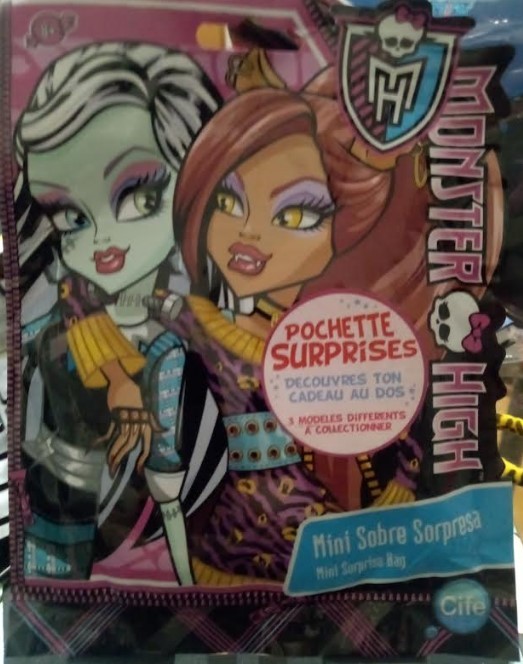 MH
MONSTER HIGH
POCHETTE
SURPRISES
DECOUVRES TON
CADEAU AU DOS
3 MODELES DIFFERENTS
A COLLECTIONNER
Mini Sobre Sorpresa
Mini Surprise Bag
Cife